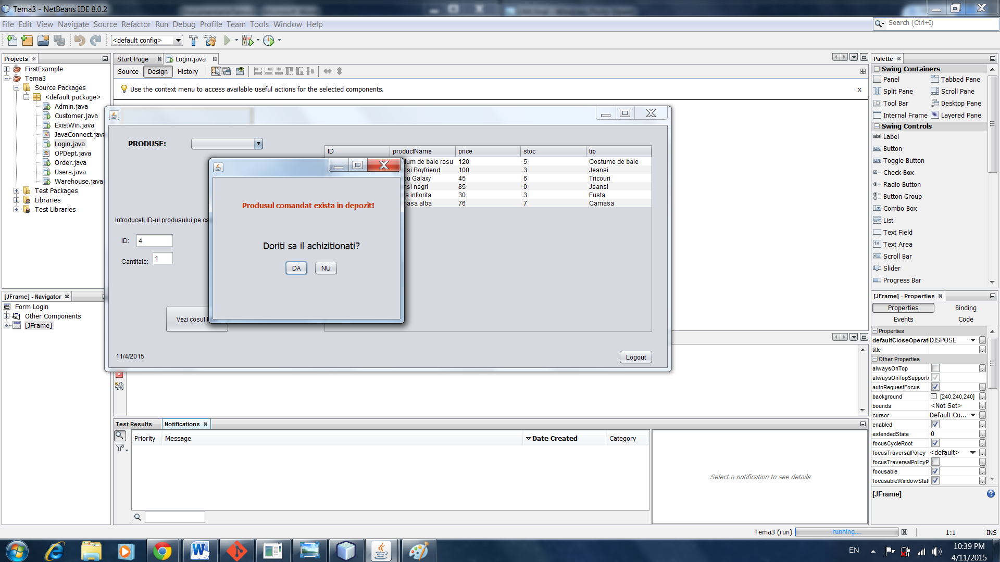 Tema3 - NetBeans IDE 8.0.2
File Edit View Navigate Source Refactor Run Debug Profile Team Tools Window Help
Search (Ctrl+I)
<default config>
Projects
FirstExample
Tema3
Source Packages
<default package>
Admin.java
Customer.java
ExistWin.java
JavaConnect.java
Login.java
OPDept.java
Order.java
Users.java
Warehouse.java
Test Packages
Libraries
Test Libraries
[JFrame] - Navigator
Form Login
Other Components
[JFrame]
Start Page
Login.java
Source Design History
Use the context menu to access available useful actions for the selected components.
x
PRODUSE:
ID productName price stoc tip
tum de baie rosu 120 5 Costume de baie
nsi Boyfriend 100 3 Jeansi
ou Galaxy 45 6 Tricouri
nsi negri 85 0 Jeansi
ta inflorita 30 3 Fusta
nasa alba 76 7 Camasa
Introduceti ID-ul produsului pe ca
ID: 4
Cantitate: 1
Vezi cosul t
11/4/2015
Logout
Produsul comandat exista in depozit!
Doriti sa il achizitionati?
DA NU
Test Results
Notifications
Priority Message Date Created Category
Select a notification to see details
Palette
Swing Containers
Panel Tabbed Pane
Split Pane Scroll Pane
Tool Bar Desktop Pane
Internal Frame Layered Pane
Swing Controls
label Label
OK Button
ON Toggle Button
Check Box
Radio Button
Button Group
Combo Box
List
Text Field
Text Area
Scroll Bar
Slider
Progress Bar
[JFrame] - Properties
Properties Binding
Events Code
Properties
defaultCloseOperat DISPOSE
title
Other Properties
alwaysOnTop
alwaysOnTopSupporte
autoRequestFocus
background [240,240,240]
bounds <Not Set>
cursor Default Cu...
enabled
extendedState 0
focusCycleRoot
focusTraversalPolicy <default>
focusTraversalPolicyP
focusable
focusableWindowStat
[JFrame]
Tema3 (run) running... 1:1 INS
EN
10:39 PM
4/11/2015